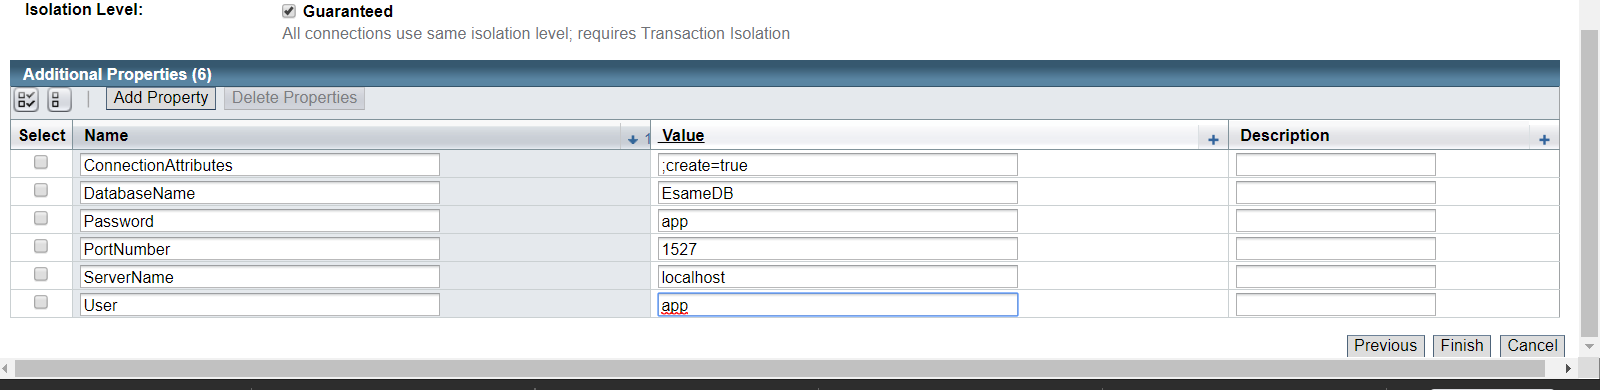 Isolation Level: Guaranteed
All connections use same isolation level; requires Transaction Isolation
Additional Properties (6)
Add Property Delete Properties
Select Name 1 Value Description
ConnectionAttributes ;create=true
DatabaseName EsameDB
Password app
PortNumber 1527
ServerName localhost
User app
Previous Finish Cancel